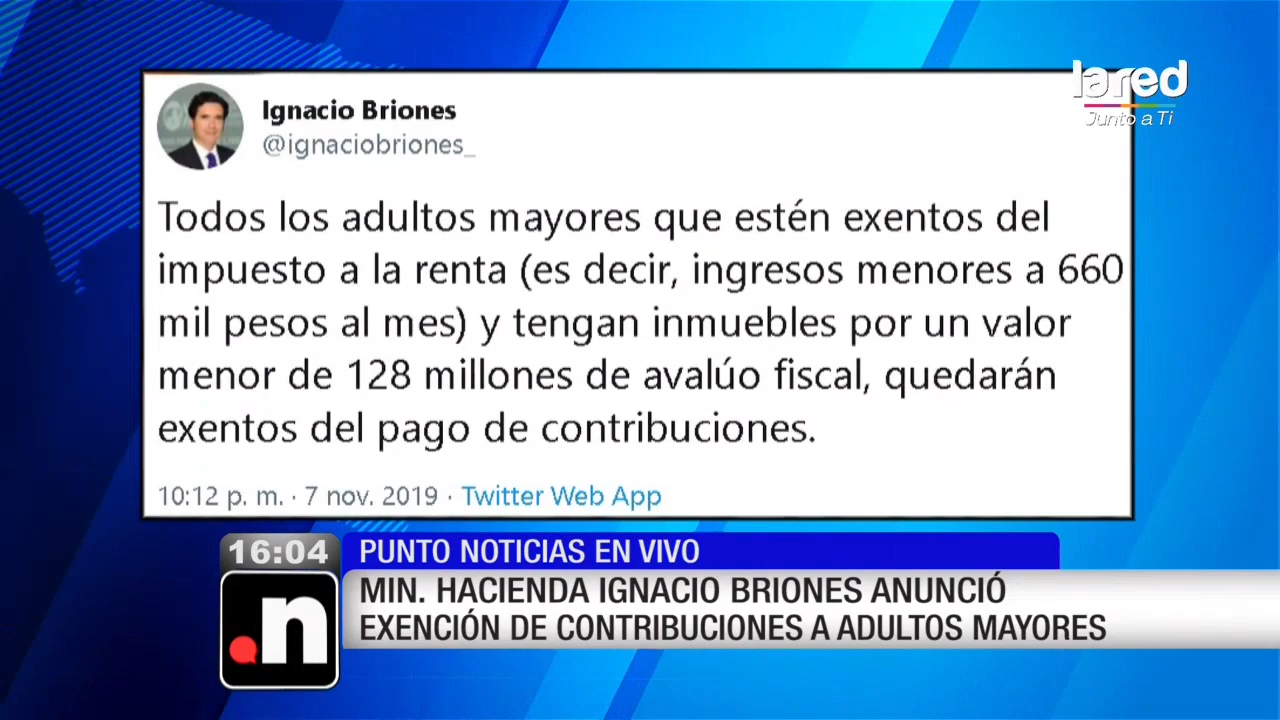 lared
Junto a Ti
Ignacio Briones
@ignaciobriones_
Todos los adultos mayores que estén exentos del
impuesto a la renta (es decir, ingresos menores a 660
mil pesos al mes) y tengan inmuebles por un valor
menor de 128 millones de avalúo fiscal, quedarán
exentos del pago de contribuciones.
10:12 p. m. · 7 nov. 2019 · Twitter Web App
16:04
PUNTO NOTICIAS EN VIVO
.n
MIN. HACIENDA IGNACIO BRIONES ANUNCIÓ
EXENCIÓN DE CONTRIBUCIONES A ADULTOS MAYORES